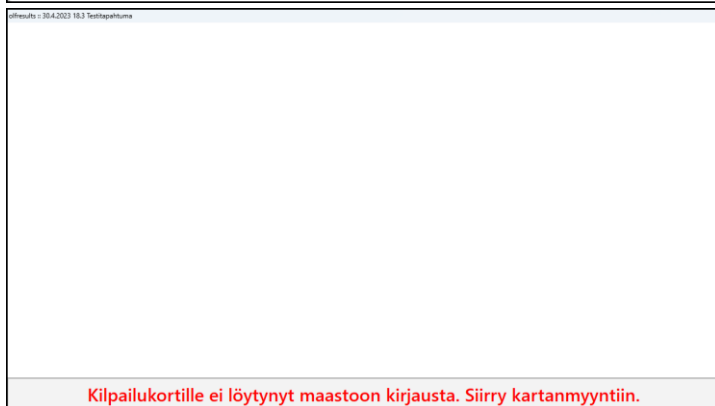 olfresults :: 30.4.2023 18.3 Testitapahtuma
Kilpailukortille ei löytynyt maastoon kirjausta. Siirry kartanmyyntiin.